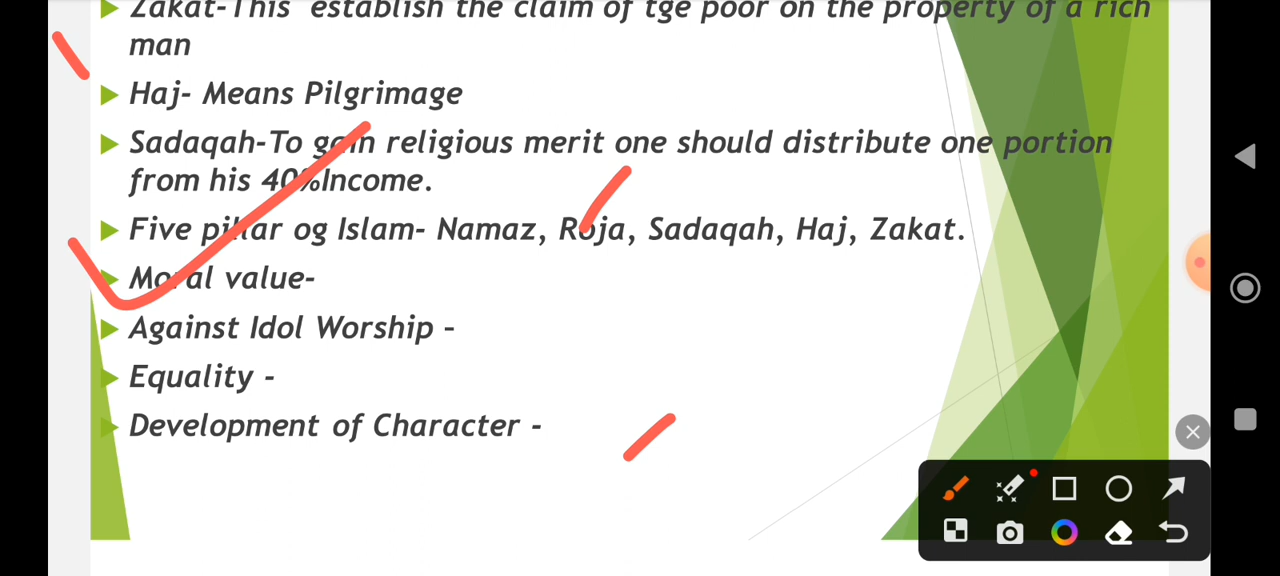 Zakat-This establish the claim of tge poor on the property of a rich
man
Haj- Means Pilgrimage
Sadaqah-To gain religious merit one should distribute one portion
from his 40%Income.
Five pillar og Islam- Namaz, Roja, Sadaqah, Haj, Zakat.
Moral value-
Against Idol Worship -
Equality -
Development of Character -